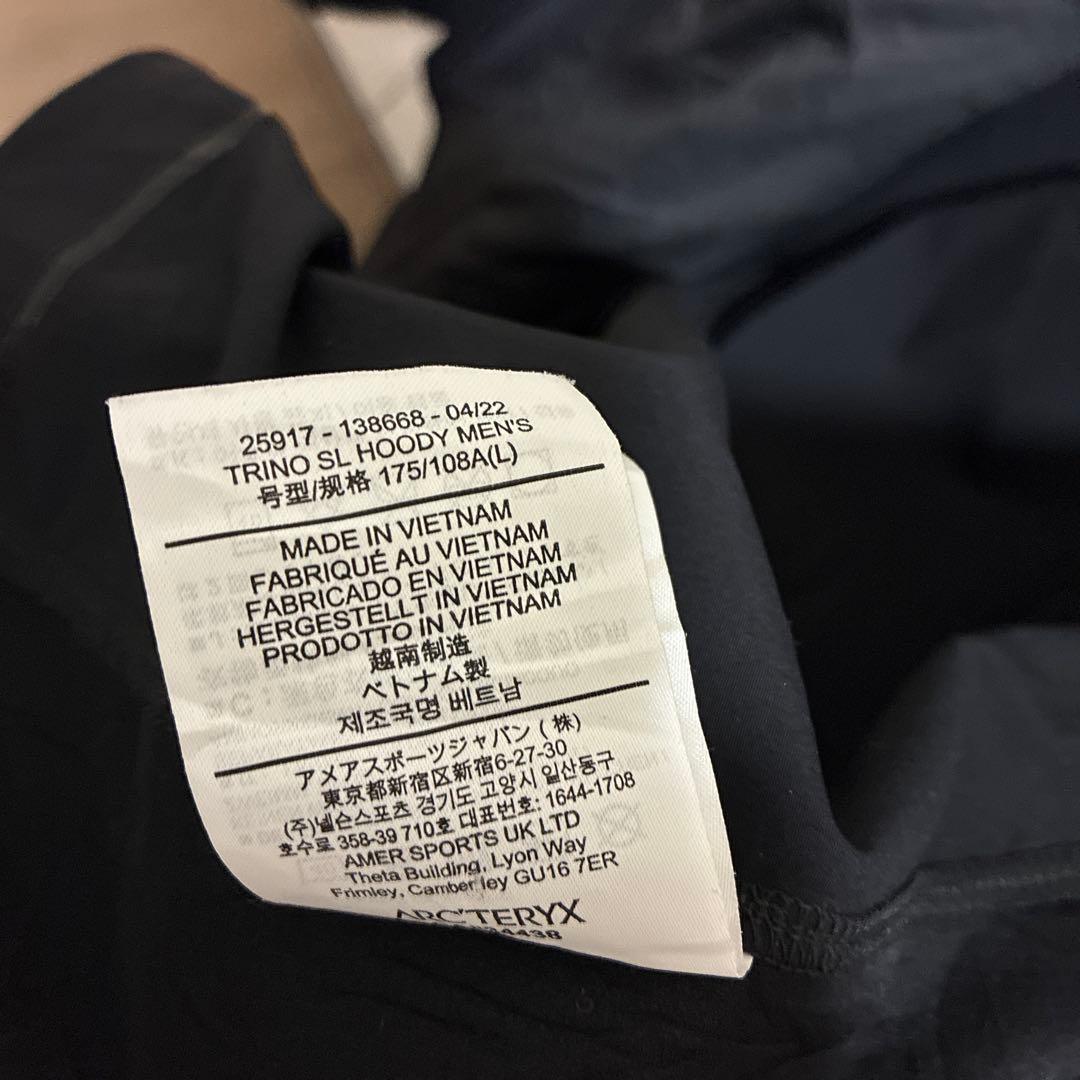 25917 - 138668 - 04/22
TRINO SL HOODY MEN'S
号型/规格 175/108A(L)
MADE IN VIETNAM
FABRIQUÉ AU VIETNAM
FABRICADO EN VIETNAM
HERGESTELLT IN VIETNAM
PRODOTTO IN VIETNAM
越南制造
ベトナム製
제조국명 베트남
アメアスポーツジャパン (株)
東京都新宿区新宿6-27-30
(주)넬슨스포츠 경기도 고양시 일산동구
호수로 358-39 710호 대표번호: 1644-1708
AMER SPORTS UK LTD
Theta Building, Lyon Way
Frimley, Camberley GU16 7ER
ARC'TERYX